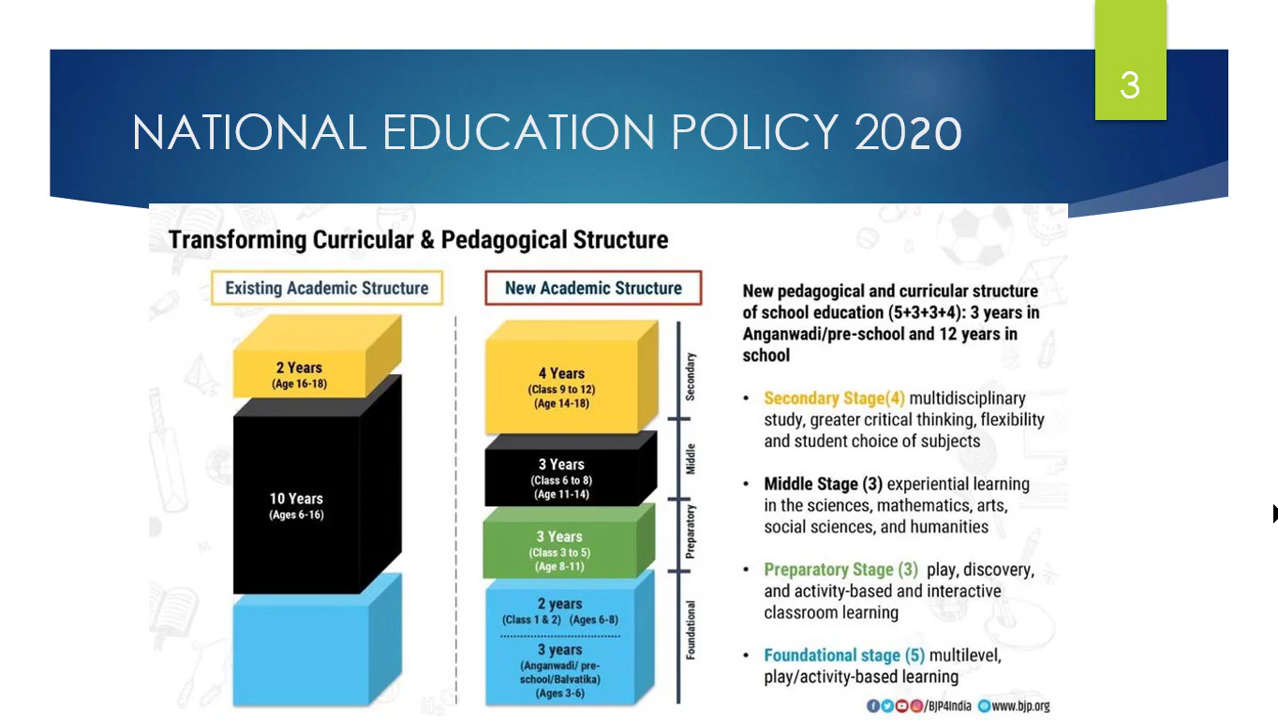 3
NATIONAL EDUCATION POLICY 2020
Transforming Curricular & Pedagogical Structure
Existing Academic Structure
2 Years
(Age 16-18)
10 Years
(Ages 6-16)
New Academic Structure
4 Years
(Class 9 to 12)
(Age 14-18)
3 Years
(Class 6 to 8)
(Age 11-14)
3 Years
(Class 3 to 5)
(Age 8-11)
2 years
(Class 1 & 2) (Ages 6-8)
3 years
(Anganwadi/ pre-
school/Balvatika)
(Ages 3-6)
Secondary
Middle
Preparatory
Foundational
New pedagogical and curricular structure
of school education (5+3+3+4): 3 years in
Anganwadi/pre-school and 12 years in
school
• Secondary Stage(4) multidisciplinary
study, greater critical thinking, flexibility
and student choice of subjects
• Middle Stage (3) experiential learning
in the sciences, mathematics, arts,
social sciences, and humanities
• Preparatory Stage (3) play, discovery,
and activity-based and interactive
classroom learning
• Foundational stage (5) multilevel,
play/activity-based learning
/BJP4India www.bjp.org